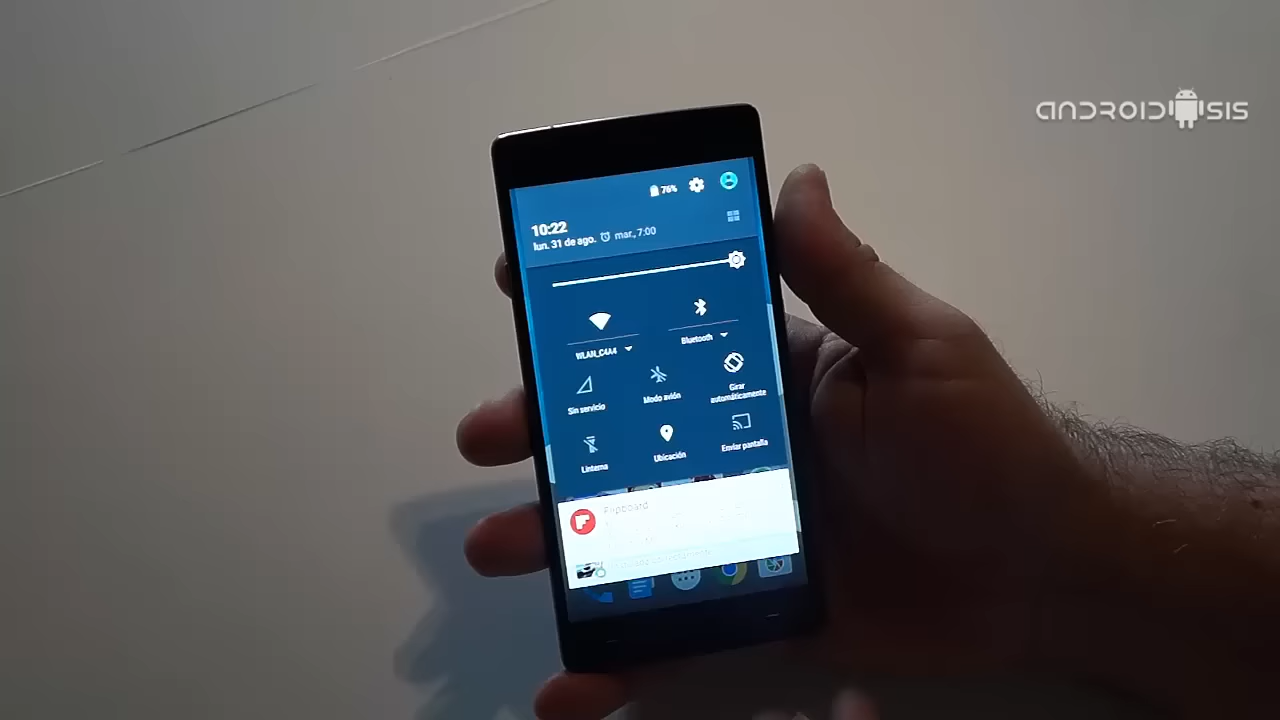 ANDROIDSIS
76%
10:22
lun. 31 de ago. mar., 7:00
WLAN_C4A4
Bluetooth
Sin servicio
Modo avión
Girar
automáticamente
Linterna
Ubicación
Enviar pantalla
Flipboard